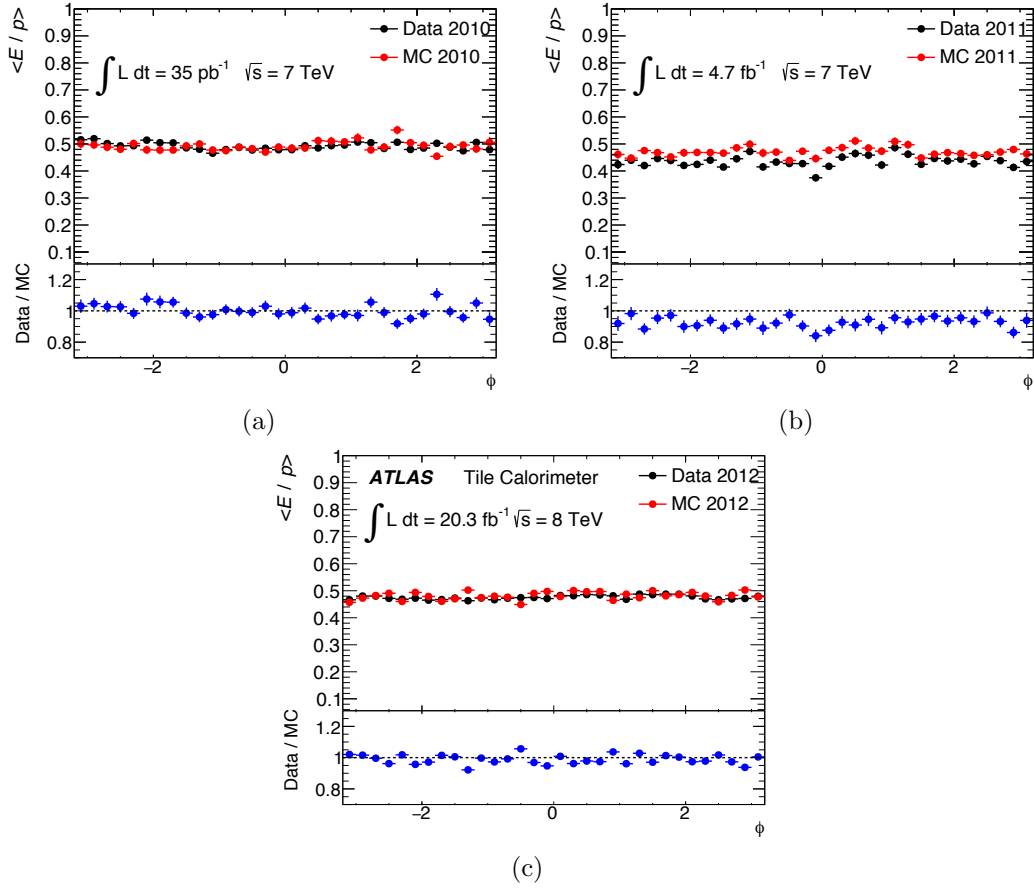 <E / p>
1
0.9
0.8
0.7
0.6
0.5
0.4
0.3
0.2
0.1
Data 2010
MC 2010
∫ L dt = 35 pb⁻¹ √s = 7 TeV
Data / MC
1.2
1
0.8
−2 0 2
ϕ
(a)
<E / p>
1
0.9
0.8
0.7
0.6
0.5
0.4
0.3
0.2
0.1
Data 2011
MC 2011
∫ L dt = 4.7 fb⁻¹ √s = 7 TeV
Data / MC
1.2
1
0.8
−2 0 2
ϕ
(b)
<E / p>
1
0.9
0.8
0.7
0.6
0.5
0.4
0.3
0.2
0.1
ATLAS Tile Calorimeter
Data 2012
MC 2012
∫ L dt = 20.3 fb⁻¹ √s = 8 TeV
Data / MC
1.2
1
0.8
−2 0 2
ϕ
(c)